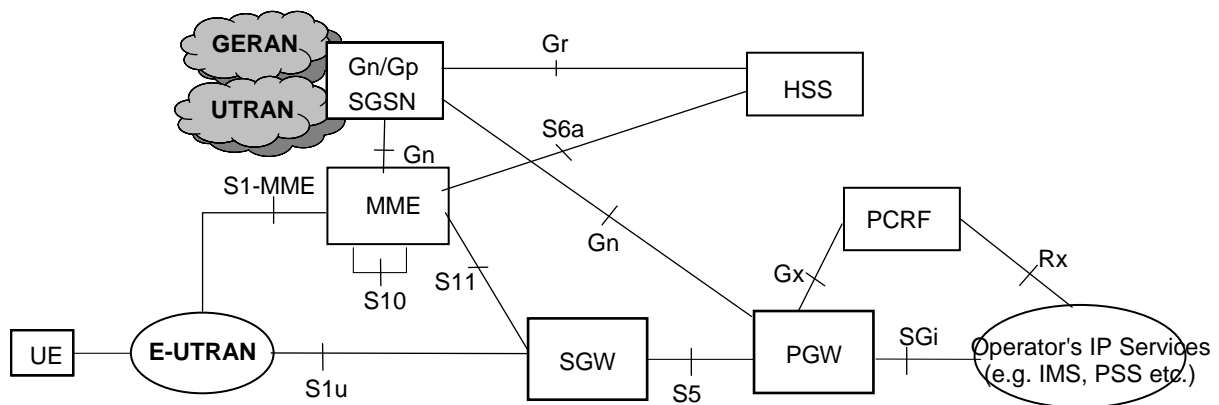 GERAN
Gr
Gn/Gp
SGSN
HSS
UTRAN
S6a
Gn
S1-MME
MME
PCRF
Gn
Rx
Gx
S11
S10
UE
E-UTRAN
SGW
PGW
SGi
Operator's IP Services
(e.g. IMS, PSS etc.)
S1u
S5